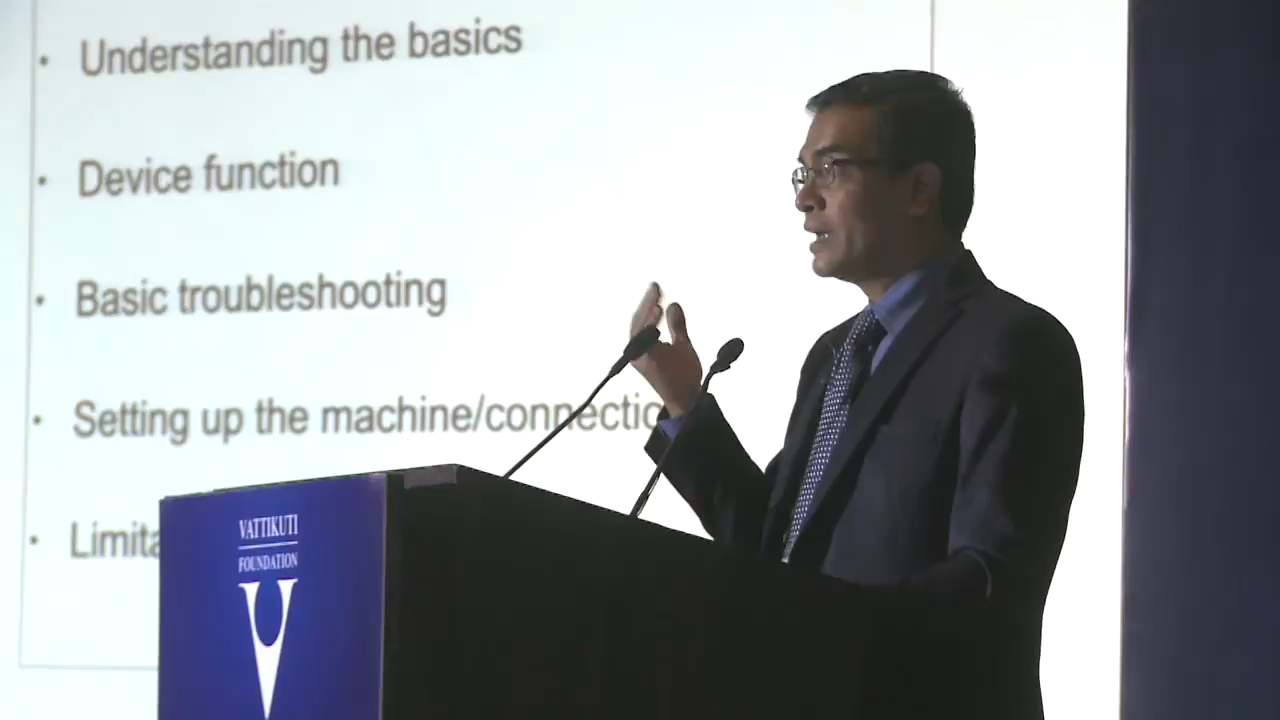 • Understanding the basics
• Device function
• Basic troubleshooting
• Setting up the machine/connectio
• Limita
VATTIKUTI
FOUNDATION